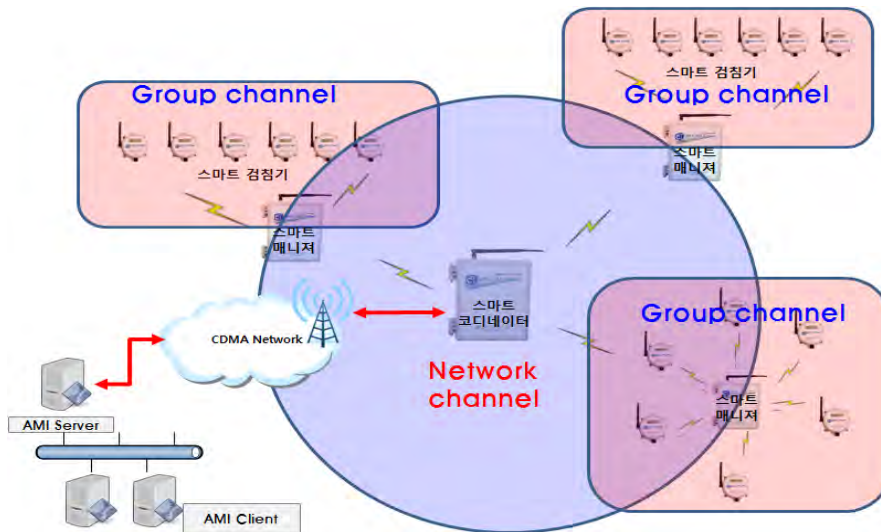 스마트 검침기
Group channel
스마트
매니져
Group channel
스마트 검침기
스마트
매니져
스마트
코디네이터
CDMA Network
Network
channel
Group channel
스마트
매니져
AMI Server
AMI Client